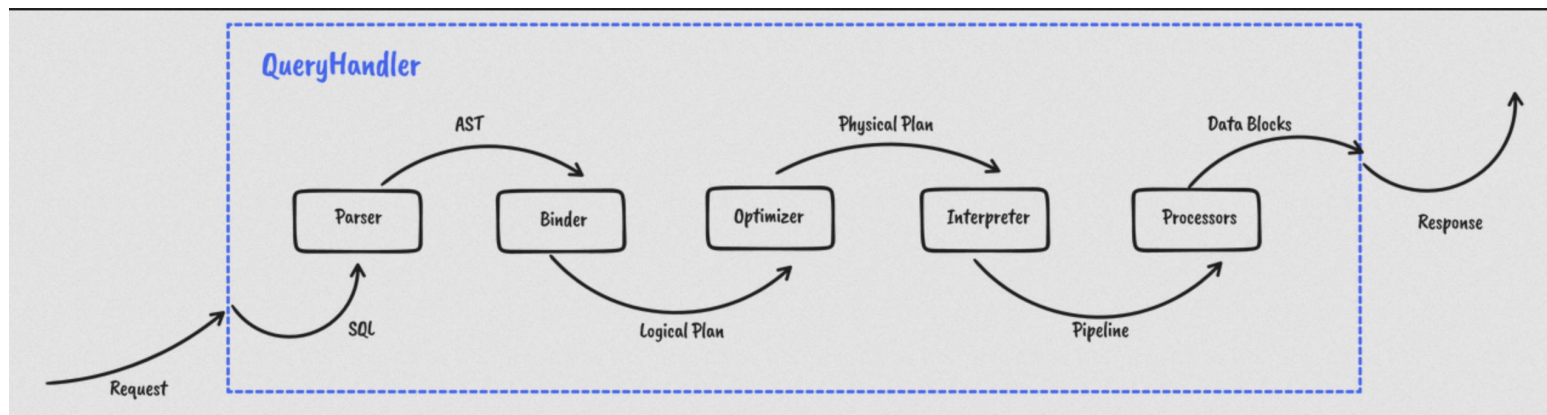 QueryHandler
AST
Physical Plan
Data Blocks
Parser
Binder
Optimizer
Interpreter
Processors
Response
SQL
Logical Plan
Pipeline
Request